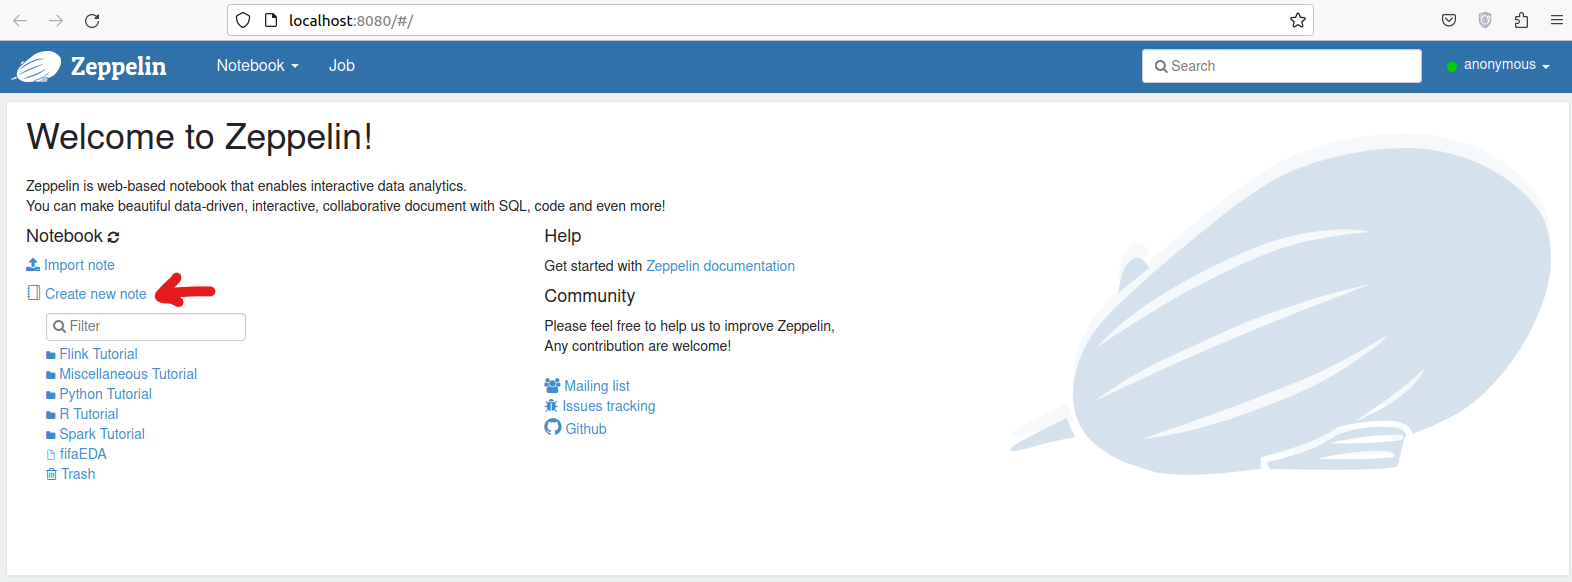 localhost:8080/#/
Zeppelin
Notebook
Job
Search
anonymous
Welcome to Zeppelin!
Zeppelin is web-based notebook that enables interactive data analytics.
You can make beautiful data-driven, interactive, collaborative document with SQL, code and even more!
Notebook
Import note
Create new note
Filter
Flink Tutorial
Miscellaneous Tutorial
Python Tutorial
R Tutorial
Spark Tutorial
fifaEDA
Trash
Help
Get started with Zeppelin documentation
Community
Please feel free to help us to improve Zeppelin,
Any contribution are welcome!
Mailing list
Issues tracking
Github